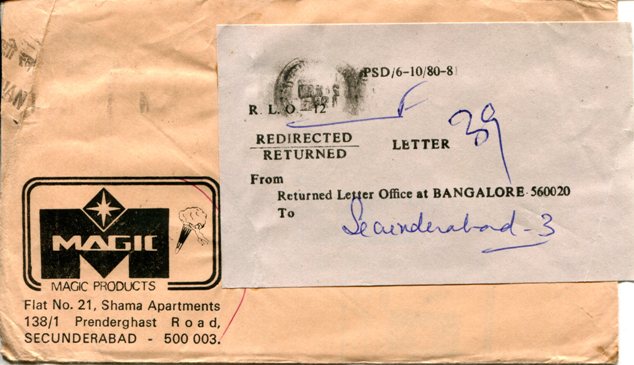 PSD/6-10/80-8
R. L. O. 12
REDIRECTED
RETURNED
LETTER 39
From
Returned Letter Office at BANGALORE-560020
To
Secunderabad-3
MAGIC
MAGIC PRODUCTS
Flat No. 21, Shama Apartments
138/1 Prenderghast Road,
SECUNDERABAD - 500 003.